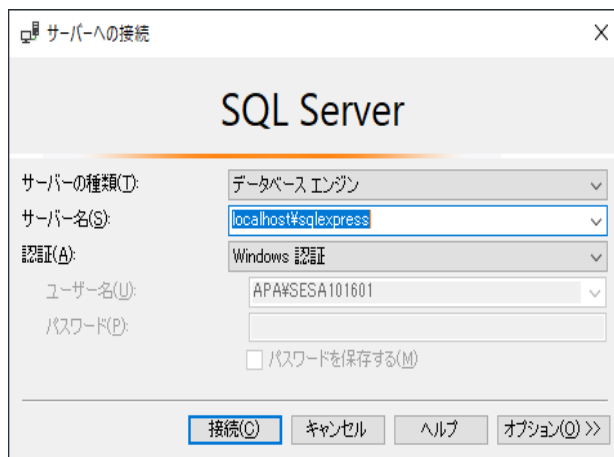 サーバーへの接続
SQL Server
サーバーの種類(T): データベース エンジン
サーバー名(S): localhost¥sqlexpress
認証(A): Windows 認証
ユーザー名(U): APA¥SESA101601
パスワード(P):
パスワードを保存する(M)
接続(C) キャンセル ヘルプ オプション(O) >>